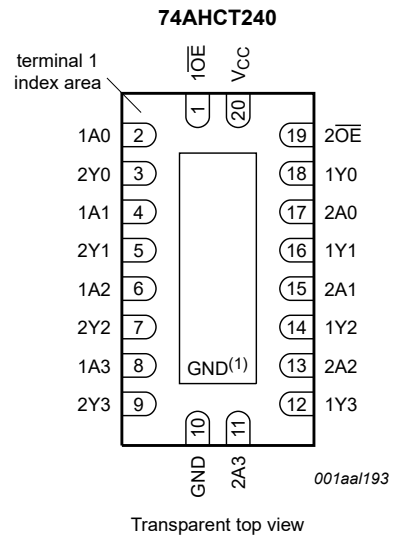 74AHCT240
terminal 1
index area
1O̅E̅
VCC
1
20
1A0 2 19 2O̅E̅
2Y0 3 18 1Y0
1A1 4 17 2A0
2Y1 5 16 1Y1
1A2 6 15 2A1
2Y2 7 14 1Y2
1A3 8 GND(1) 13 2A2
2Y3 9 12 1Y3
10
11
GND
2A3
001aal193
Transparent top view